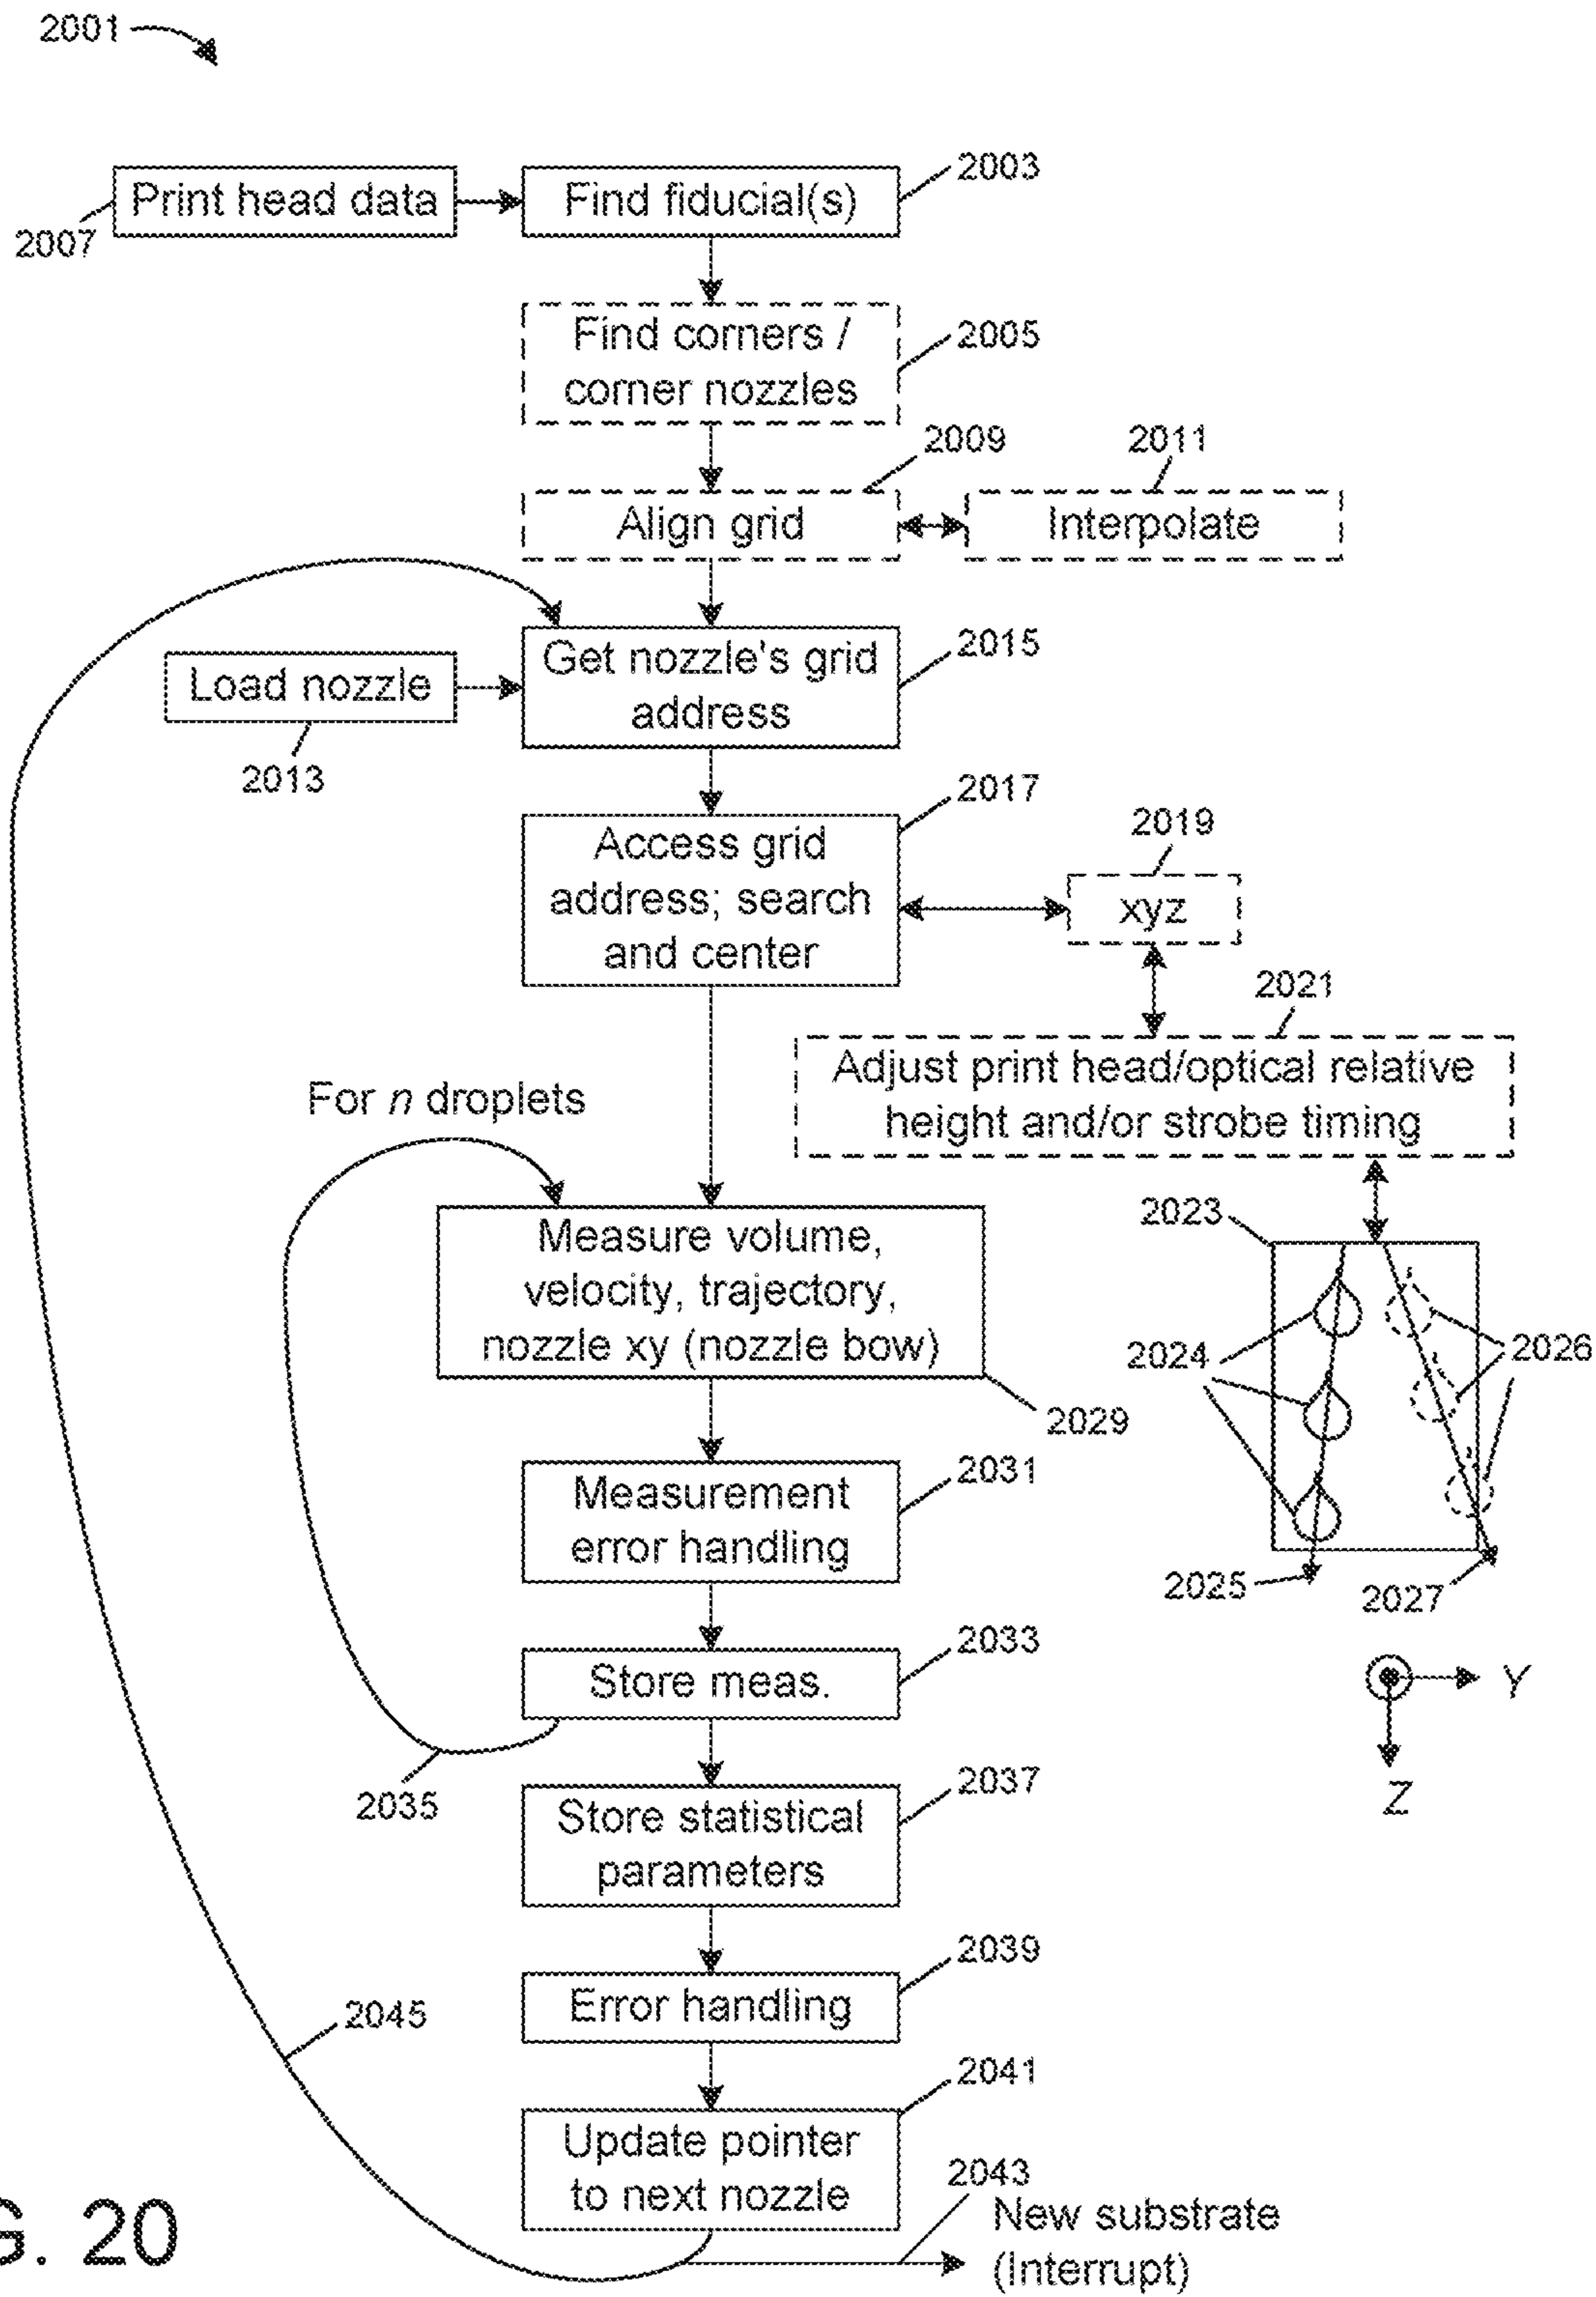 2001
Print head data
2007
Find fiducial(s)
2003
Find corners /
corner nozzles
2005
Align grid
2009
Interpolate
2011
Load nozzle
2013
Get nozzle's grid
address
2015
Access grid
address; search
and center
2017
xyz
2019
Adjust print head/optical relative
height and/or strobe timing
2021
2023
2024
2026
2025
2027
Y
Z
For n droplets
Measure volume,
velocity, trajectory,
nozzle xy (nozzle bow)
2029
Measurement
error handling
2031
Store meas.
2033
2035
Store statistical
parameters
2037
Error handling
2039
2045
Update pointer
to next nozzle
2041
2043
New substrate
(Interrupt)
G. 20